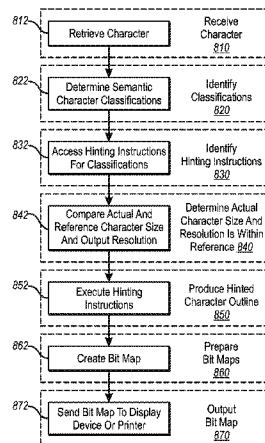 812
Retrieve Character
Receive
Character
810
822
Determine Semantic
Character Classifications
Identify
Classifications
820
832
Access Hinting Instructions
For Classifications
Identify
Hinting Instructions
830
842
Compare Actual And
Reference Character Size
And Output Resolution
Determine Actual
Character Size And
Resolution Is Within
Reference 840
852
Execute Hinting
Instructions
Produce Hinted
Character Outline
850
862
Create Bit Map
Prepare
Bit Maps
860
872
Send Bit Map To Display
Device Or Printer
Output
Bit Map
870